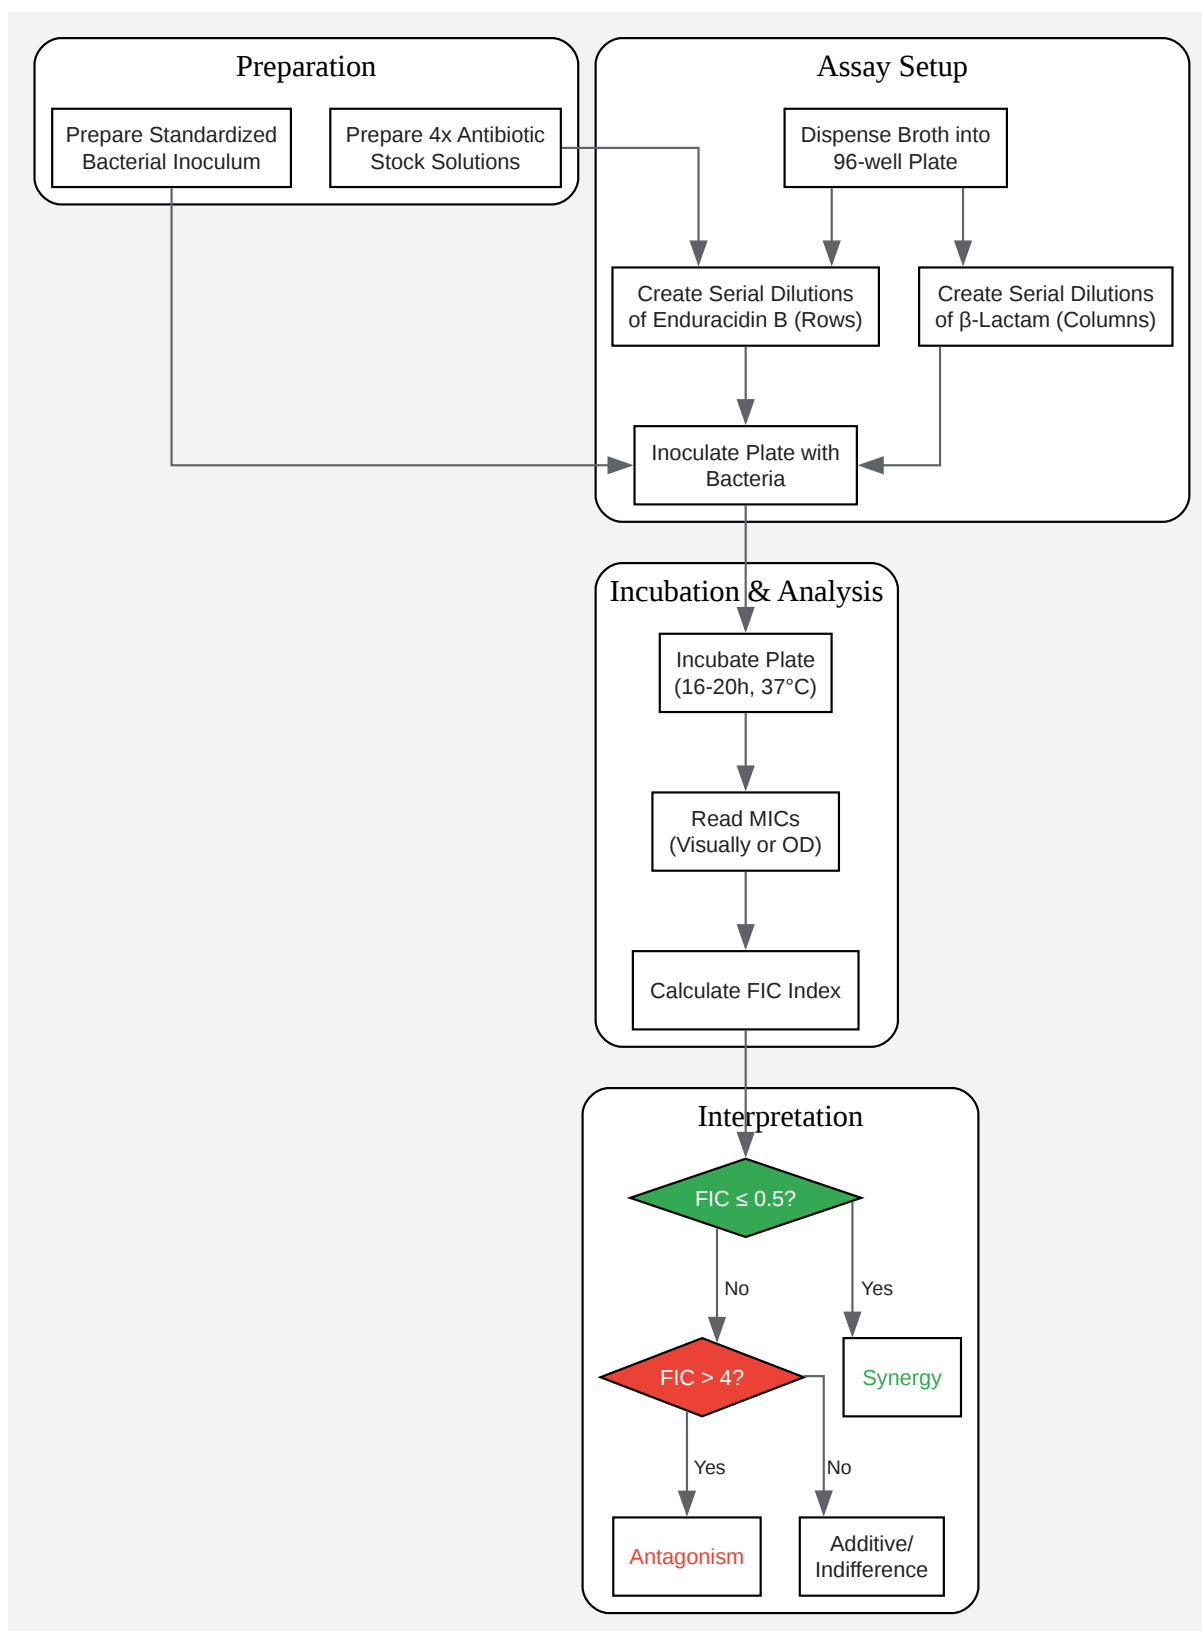 Preparation
Prepare Standardized
Bacterial Inoculum
Prepare 4x Antibiotic
Stock Solutions
Assay Setup
Dispense Broth into
96-well Plate
Create Serial Dilutions
of Enduracidin B (Rows)
Create Serial Dilutions
of β-Lactam (Columns)
Inoculate Plate with
Bacteria
Incubation & Analysis
Incubate Plate
(16-20h, 37°C)
Read MICs
(Visually or OD)
Calculate FIC Index
Interpretation
FIC ≤ 0.5?
No
Yes
FIC > 4?
Synergy
Yes
No
Antagonism
Additive/
Indifference